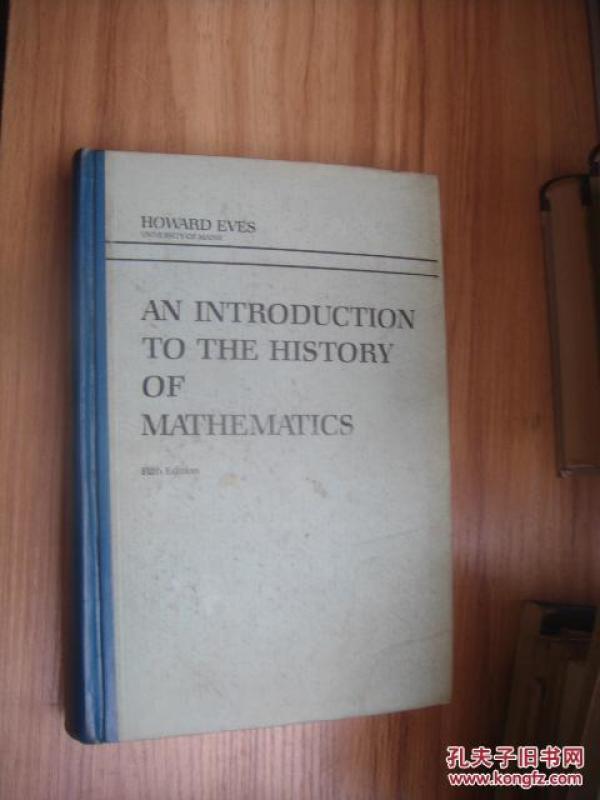 HOWARD EVES
UNIVERSITY OF MAINE
AN INTRODUCTION
TO THE HISTORY
OF
MATHEMATICS
Fifth Edition
孔夫子旧书网
www.kongfz.com